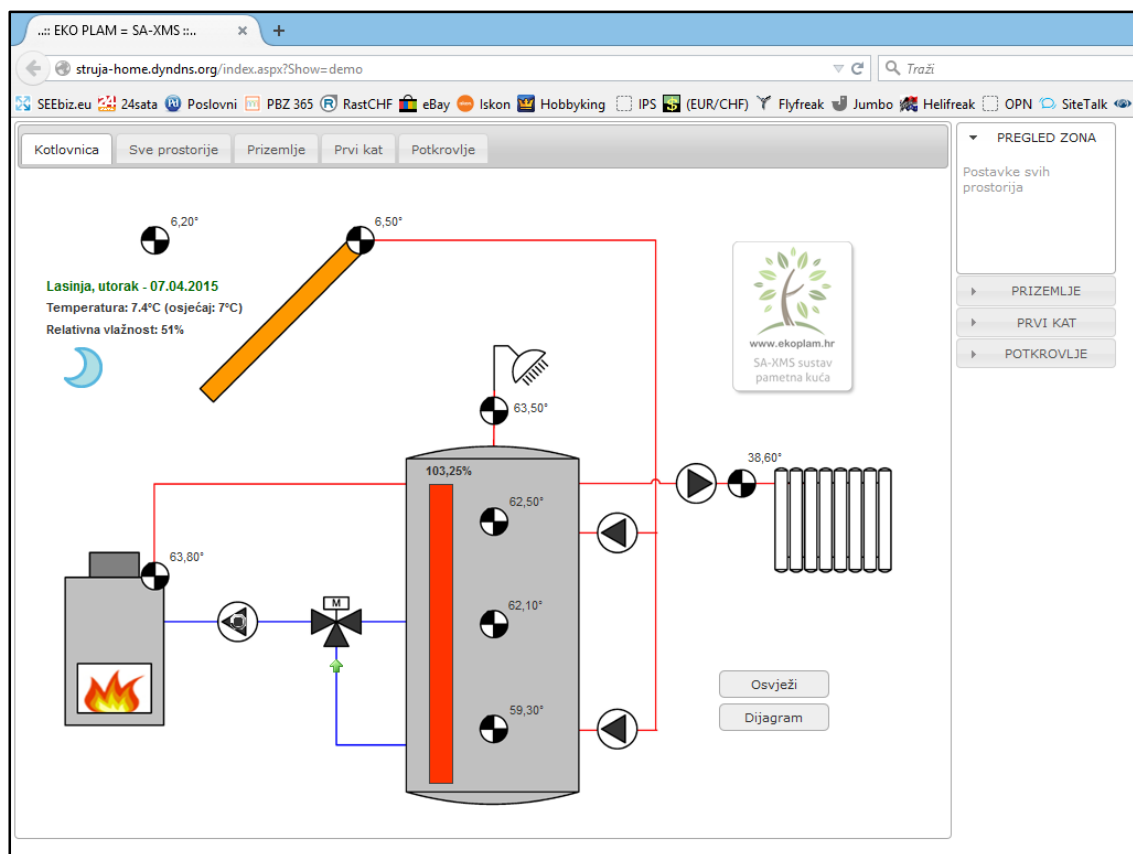 ..:: EKO PLAM = SA-XMS ::..
struja-home.dyndns.org/index.aspx?Show=demo
Traži
SEEbiz.eu 24sata Poslovni PBZ 365 RastCHF eBay Iskon Hobbyking IPS (EUR/CHF) Flyfreak Jumbo Helifreak OPN SiteTalk
Kotlovnica Sve prostorije Prizemlje Prvi kat Potkrovlje
PREGLED ZONA
Postavke svih
prostorija
PRIZEMLJE
PRVI KAT
POTKROVLJE
6,20°
6,50°
Lasinja, utorak - 07.04.2015
Temperatura: 7.4°C (osjećaj: 7°C)
Relativna vlažnost: 51%
www.ekoplam.hr
SA-XMS sustav
pametna kuća
63,50°
103,25%
38,60°
62,50°
63,80°
M
62,10°
59,30°
Osvježi
Dijagram